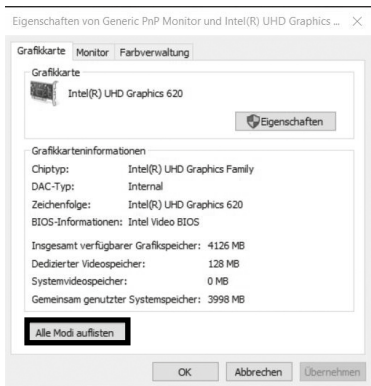 Eigenschaften von Generic PnP Monitor und Intel(R) UHD Graphics ...
Grafikkarte Monitor Farbverwaltung
Grafikkarte
Intel(R) UHD Graphics 620
Eigenschaften
Grafikkarteninformationen
Chiptyp: Intel(R) UHD Graphics Family
DAC-Typ: Internal
Zeichenfolge: Intel(R) UHD Graphics 620
BIOS-Informationen: Intel Video BIOS
Insgesamt verfügbarer Grafikspeicher: 4126 MB
Dedizierter Videospeicher: 128 MB
Systemvideospeicher: 0 MB
Gemeinsam genutzter Systemspeicher: 3998 MB
Alle Modi auflisten
OK Abbrechen Übernehmen